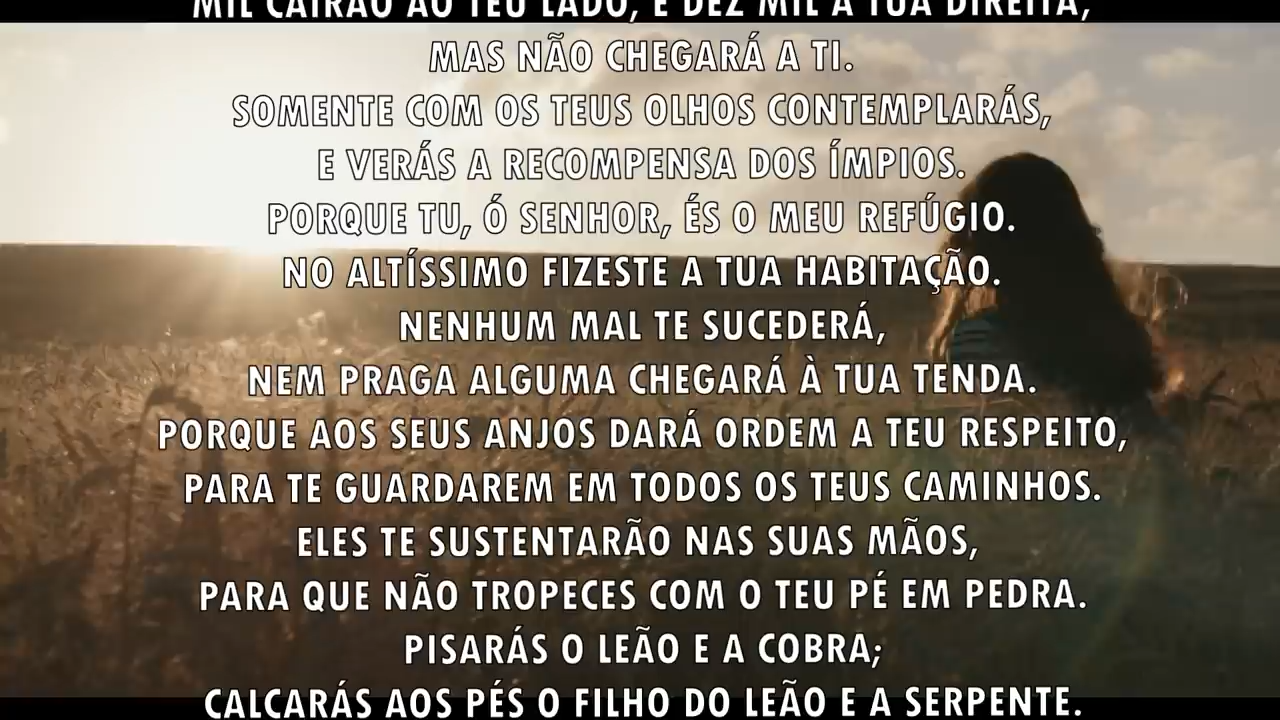 MIL CAIRÃO AO TEU LADO, E DEZ MIL À TUA DIREITA,
MAS NÃO CHEGARÁ A TI.
SOMENTE COM OS TEUS OLHOS CONTEMPLARÁS,
E VERÁS A RECOMPENSA DOS ÍMPIOS.
PORQUE TU, Ó SENHOR, ÉS O MEU REFÚGIO.
NO ALTÍSSIMO FIZESTE A TUA HABITAÇÃO.
NENHUM MAL TE SUCEDERÁ,
NEM PRAGA ALGUMA CHEGARÁ À TUA TENDA.
PORQUE AOS SEUS ANJOS DARÁ ORDEM A TEU RESPEITO,
PARA TE GUARDAREM EM TODOS OS TEUS CAMINHOS.
ELES TE SUSTENTARÃO NAS SUAS MÃOS,
PARA QUE NÃO TROPECES COM O TEU PÉ EM PEDRA.
PISARÁS O LEÃO E A COBRA;
CALCARÁS AOS PÉS O FILHO DO LEÃO E A SERPENTE.